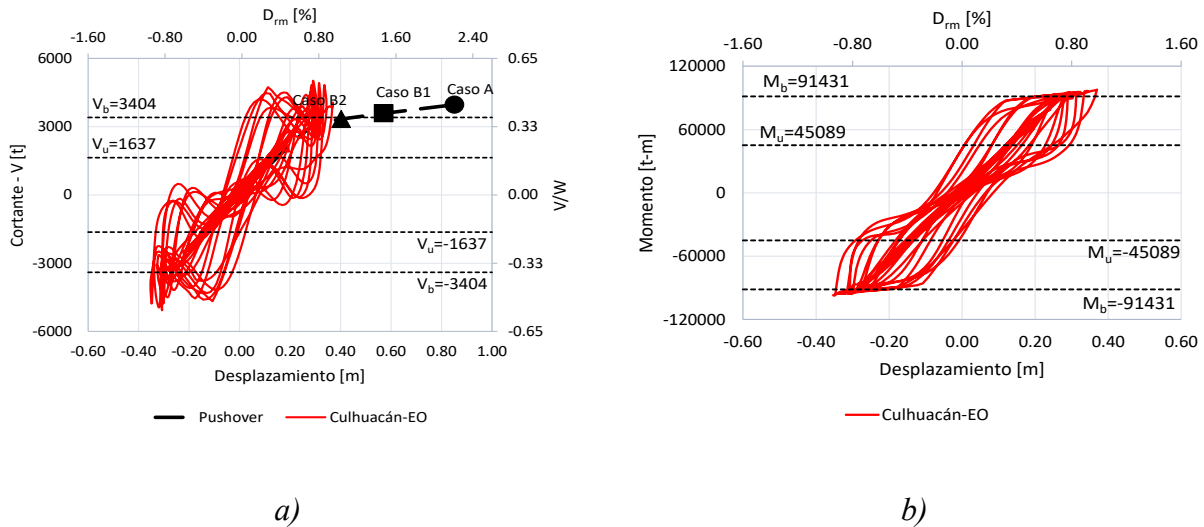 D_rm [%]
-1.60 -0.80 0.00 0.80 1.60 2.40
6000 3000 0 -3000 -6000
Cortante - V [t]
0.65 0.33 0.00 -0.33 -0.65
V/W
V_b=3404
V_u=1637
Caso B2 Caso B1 Caso A
V_u=-1637
V_b=-3404
-0.60 -0.40 -0.20 0.00 0.20 0.40 0.60 0.80 1.00
Desplazamiento [m]
Pushover Culhuacán-EO
a)
D_rm [%]
-1.60 -0.80 0.00 0.80 1.60
120000 60000 0 -60000 -120000
Momento [t-m]
M_b=91431
M_u=45089
M_u=-45089
M_b=-91431
-0.60 -0.40 -0.20 0.00 0.20 0.40 0.60
Desplazamiento [m]
Culhuacán-EO
b)